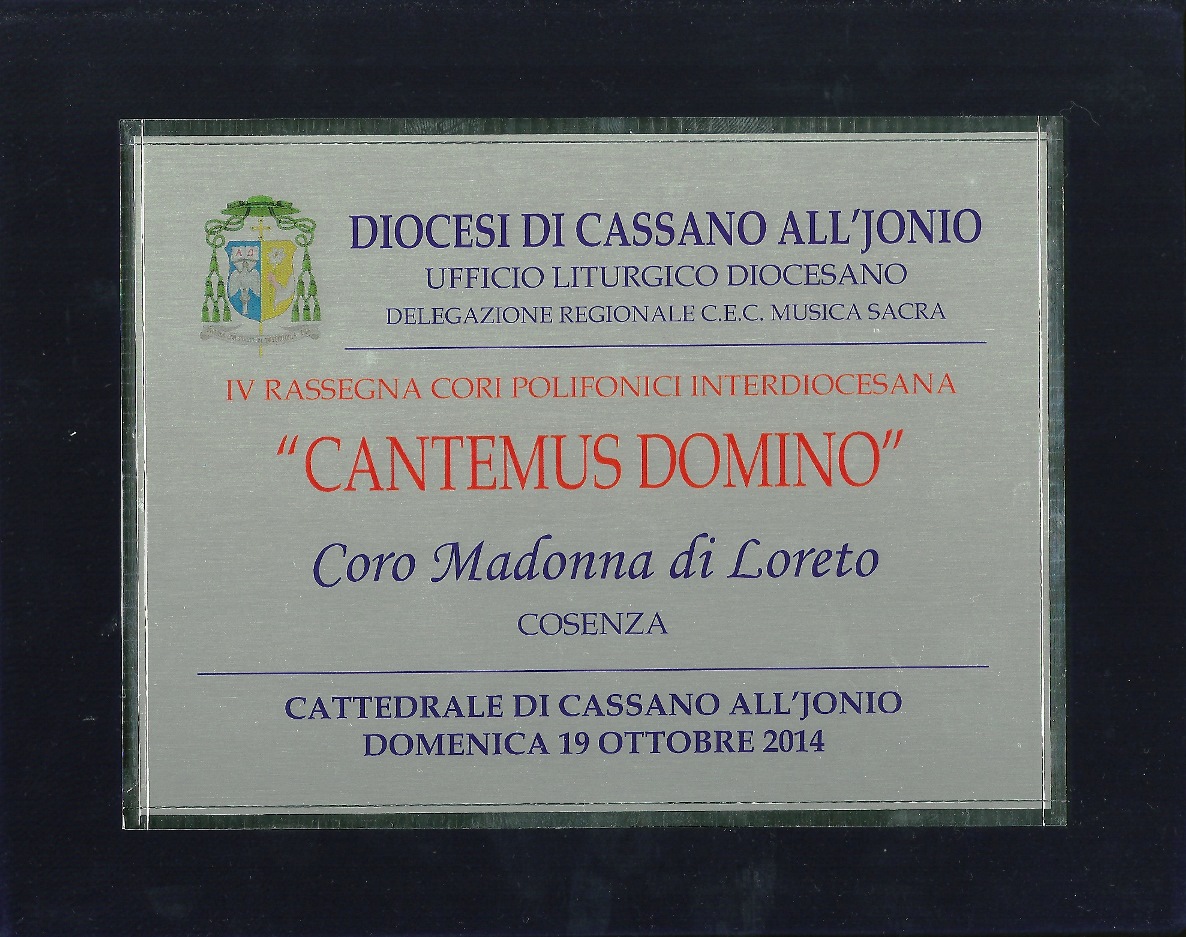 DIOCESI DI CASSANO ALL'JONIO
UFFICIO LITURGICO DIOCESANO
DELEGAZIONE REGIONALE C.E.C. MUSICA SACRA
IV RASSEGNA CORI POLIFONICI INTERDIOCESANA
“CANTEMUS DOMINO”
Coro Madonna di Loreto
COSENZA
CATTEDRALE DI CASSANO ALL'JONIO
DOMENICA 19 OTTOBRE 2014